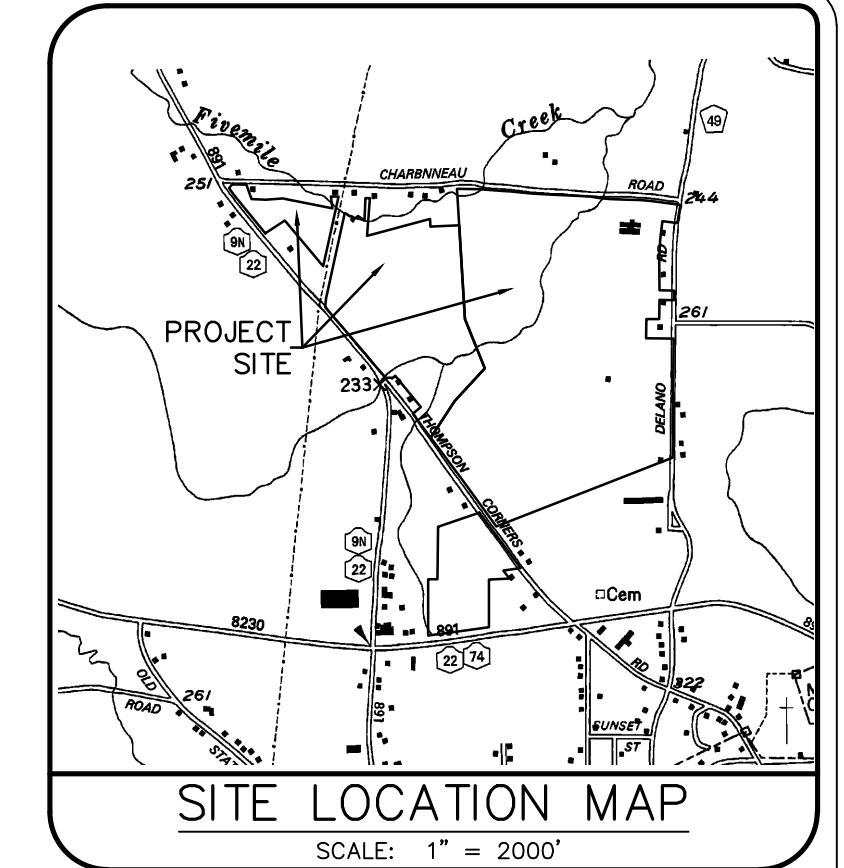 Fivemile
Creek
49
891
CHARBNNEAU
ROAD
251
244
9N
22
RD
261
PROJECT
SITE
233X
DELANO
THOMPSON
CORNERS
9N
22
Cem
8230
891
22
74
RD
322
OLD
ROAD
261
891
SUNSET
ST
SITE LOCATION MAP
SCALE: 1" = 2000'